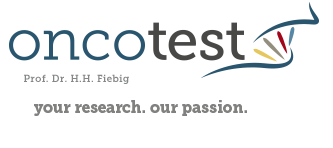 oncotest
Prof. Dr. H.H. Fiebig
your research. our passion.